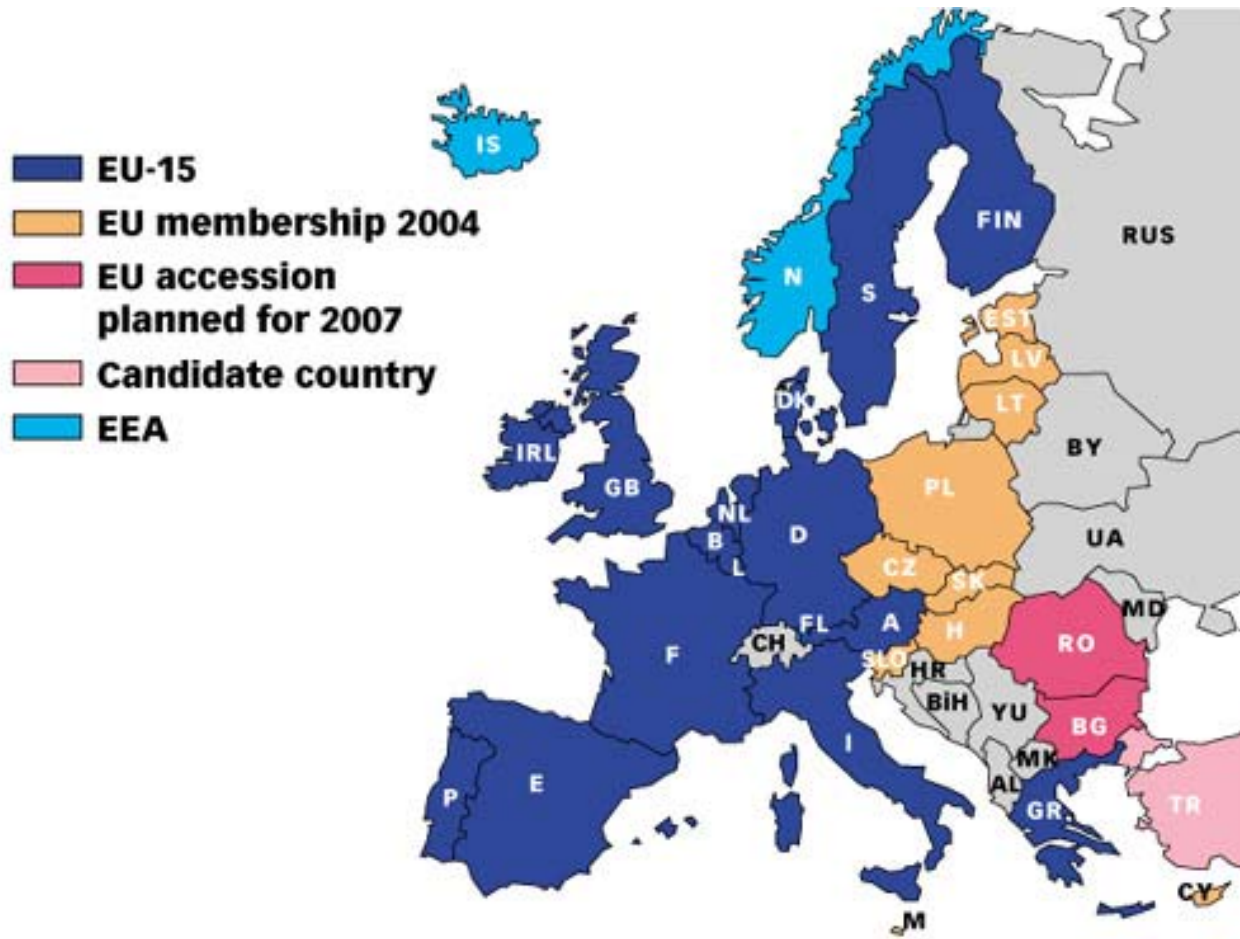 EU-15
EU membership 2004
EU accession
planned for 2007
Candidate country
EEA
IS
N
S
FIN
RUS
EST
LV
LT
DK
IRL
GB
BY
PL
NL
D
B
UA
L
CZ
SK
MD
FL
A
H
CH
F
SLO
HR
RO
BiH
YU
BG
I
MK
P
E
AL
GR
TR
CY
M